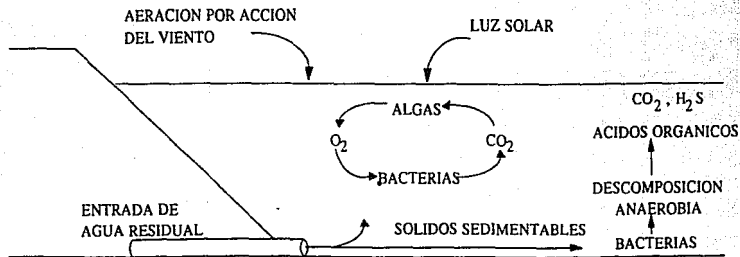 AERACION POR ACCION
DEL VIENTO
LUZ SOLAR
CO2 , H2S
ALGAS
ACIDOS ORGANICOS
O2
CO2
BACTERIAS
DESCOMPOSICION
ANAEROBIA
ENTRADA DE
AGUA RESIDUAL
SOLIDOS SEDIMENTABLES
BACTERIAS